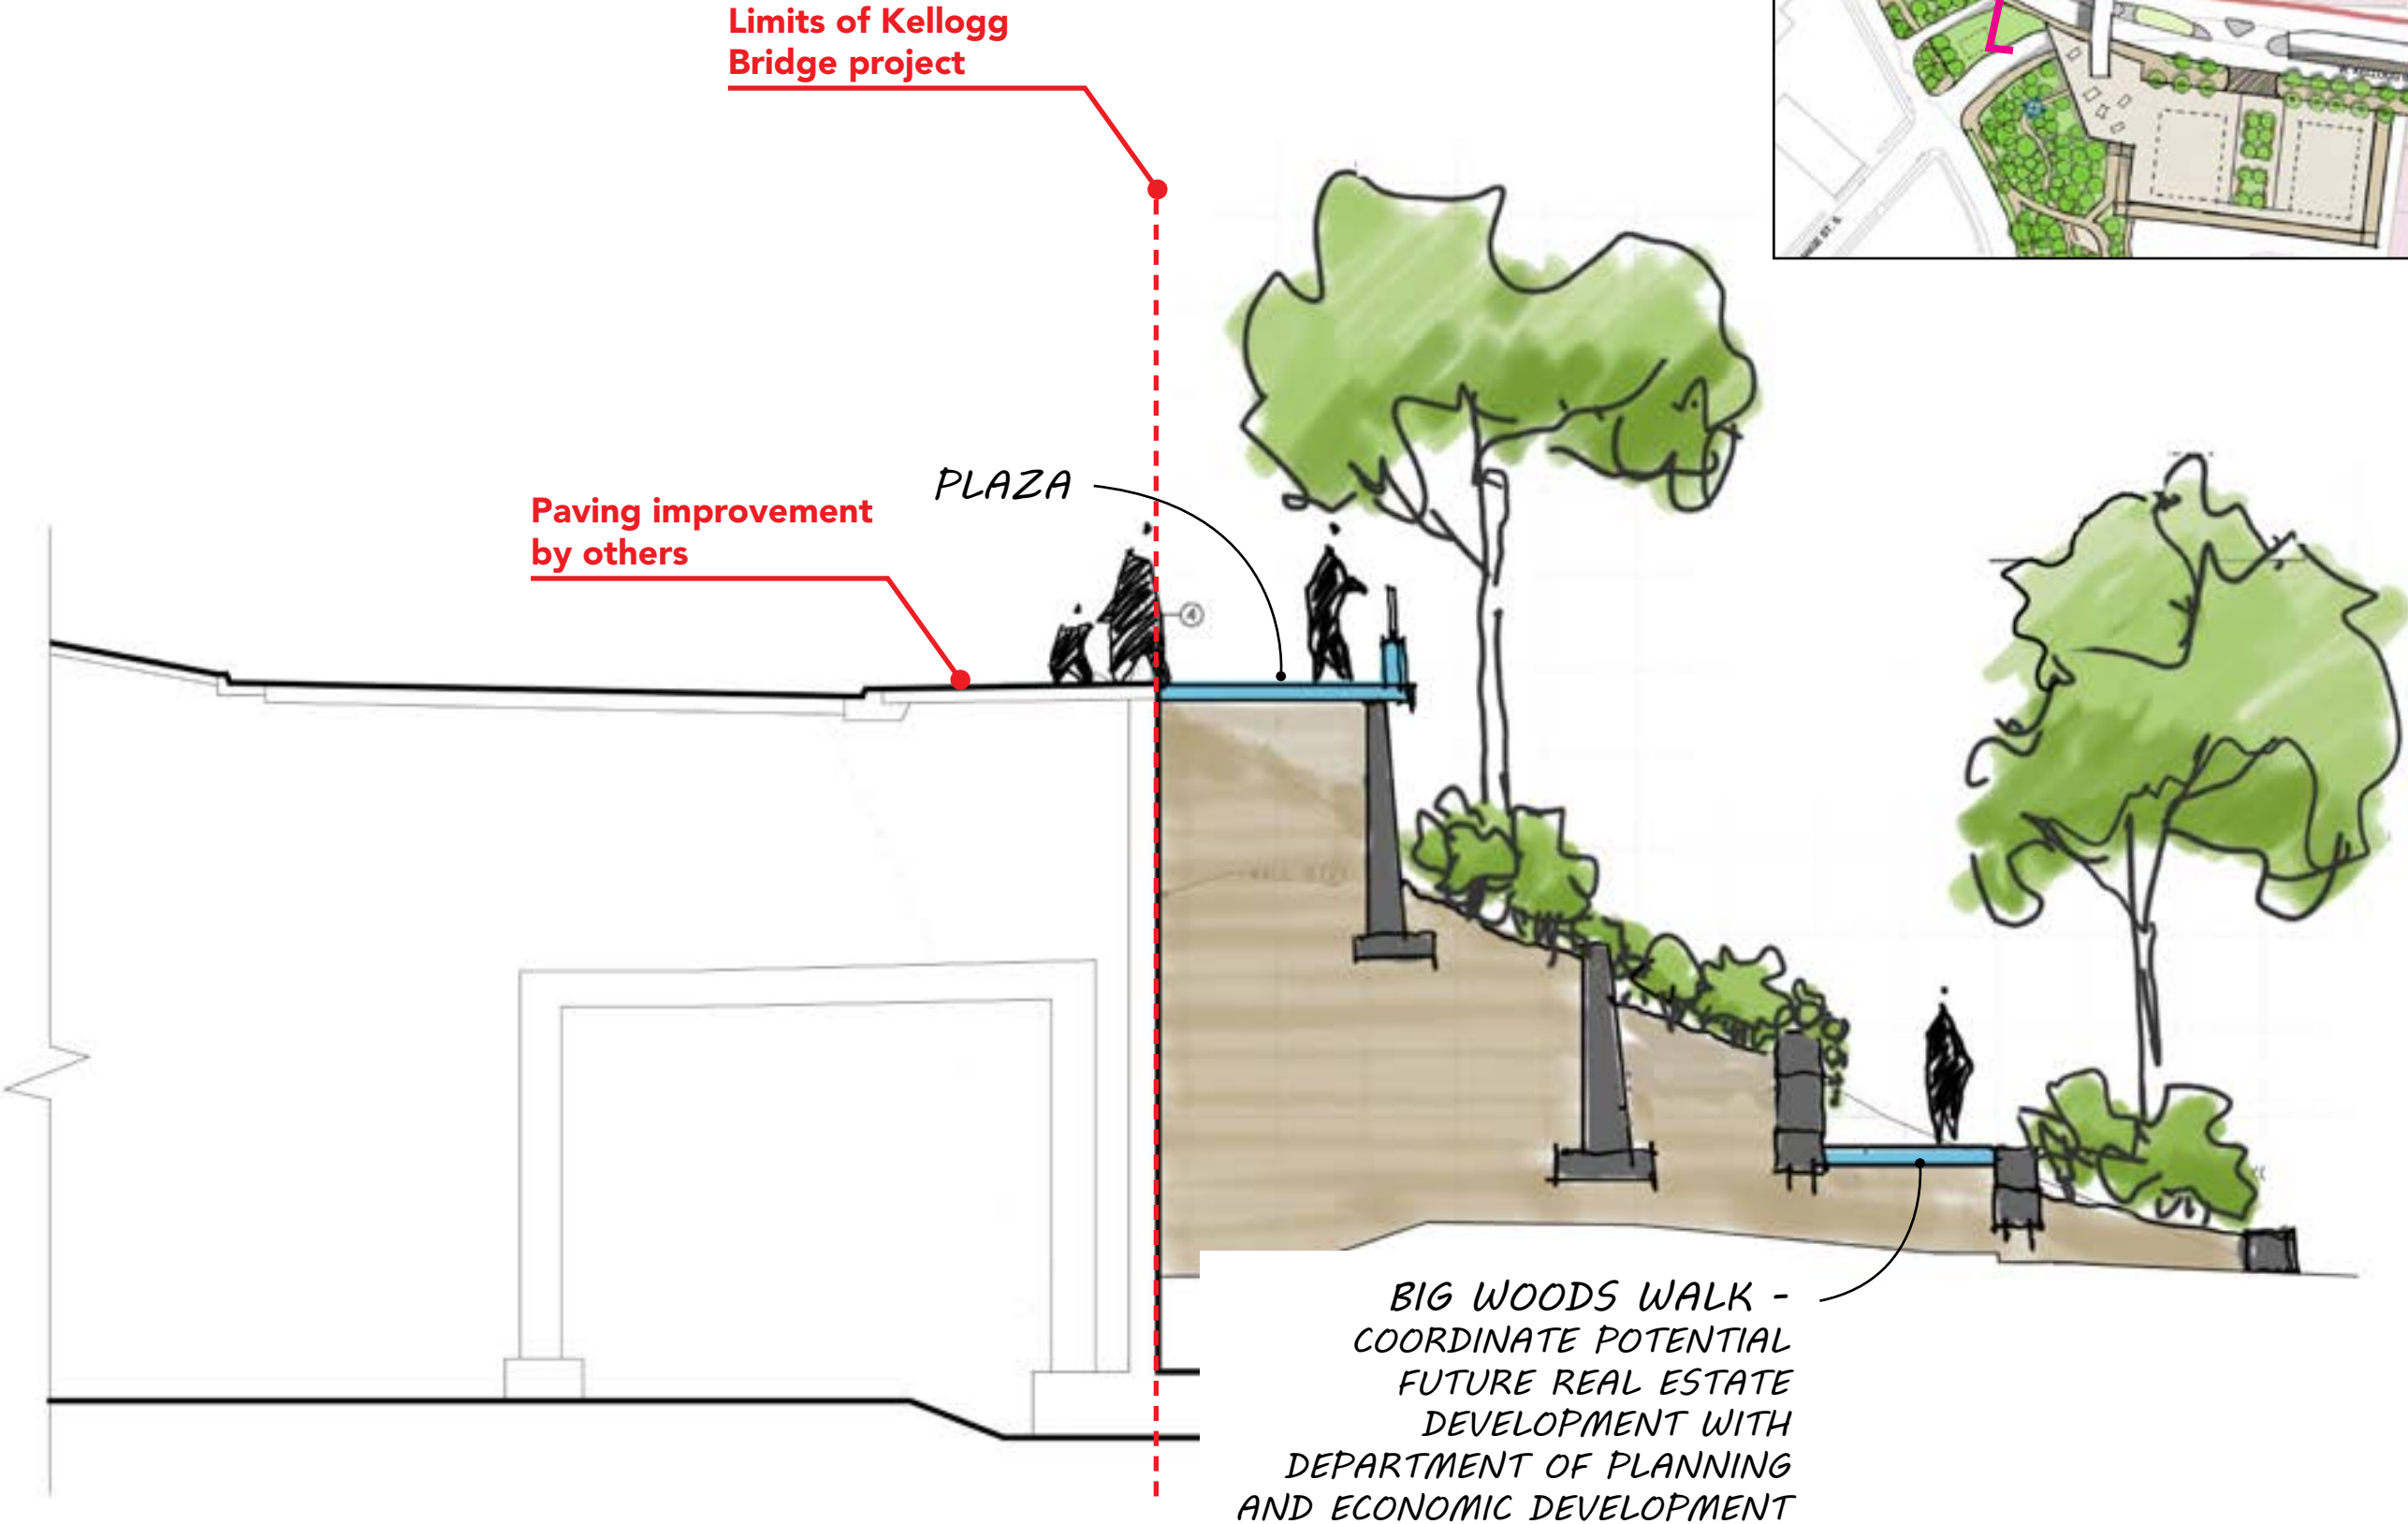 Limits of Kellogg
Bridge project
PLAZA
Paving improvement
by others
4
BIG WOODS WALK -
COORDINATE POTENTIAL
FUTURE REAL ESTATE
DEVELOPMENT WITH
DEPARTMENT OF PLANNING
AND ECONOMIC DEVELOPMENT